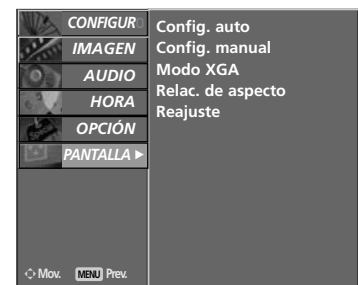 CONFIGUR
IMAGEN
AUDIO
HORA
OPCIÓN
PANTALLA
Config. auto
Config. manual
Modo XGA
Relac. de aspecto
Reajuste
Mov. MENU Prev.